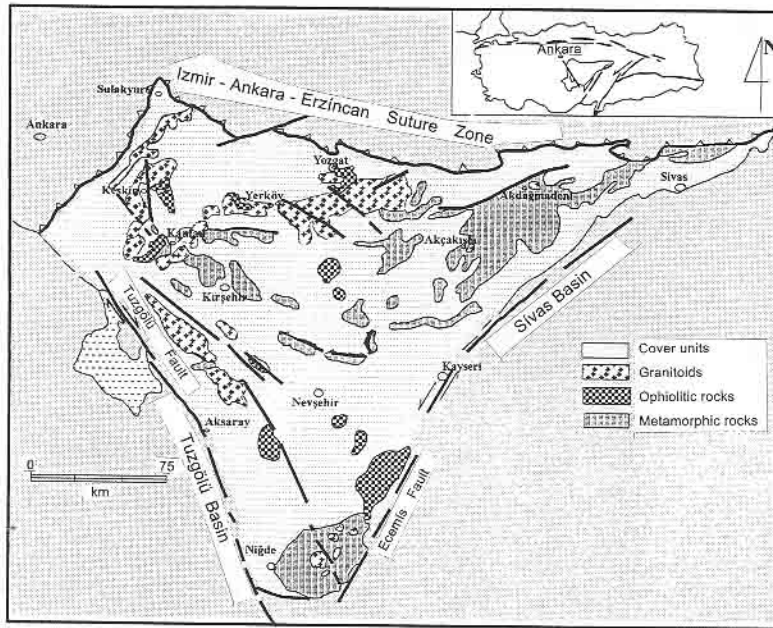 Ankara
N
Izmir - Ankara - Erzincan Suture Zone
Sulakyurt
Ankara
Yozgat
Keskin
Yerköy
Akdağmadeni
Sivas
Kaman
Akçakışla
Kırşehir
Tuzgölü Fault
Sivas Basin
Kayseri
Nevşehir
Aksaray
Tuzgölü Basin
Ecemiş Fault
Niğde
Cover units
Granitoids
Ophiolitic rocks
Metamorphic rocks
0 75
km